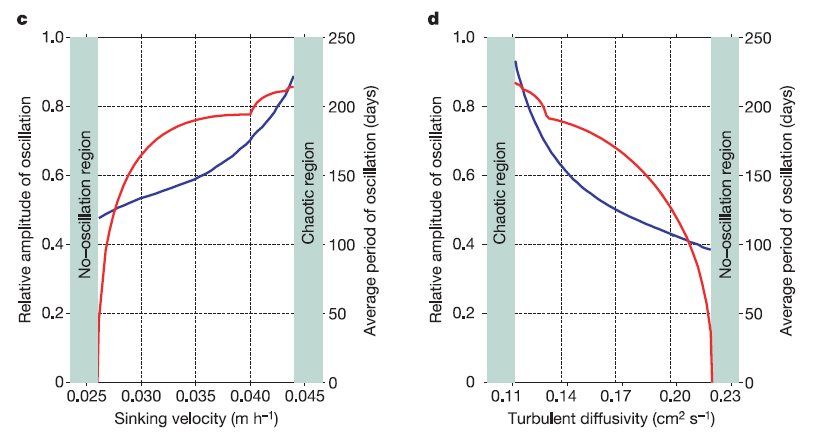 c
1.0
0.8
0.6
0.4
0.2
0
Relative amplitude of oscillation
No–oscillation region
Chaotic region
250
200
150
100
50
0
Average period of oscillation (days)
0.025 0.030 0.035 0.040 0.045
Sinking velocity (m h⁻¹)
d
1.0
0.8
0.6
0.4
0.2
0
Relative amplitude of oscillation
Chaotic region
No–oscillation region
250
200
150
100
50
0
Average period of oscillation (days)
0.11 0.14 0.17 0.20 0.23
Turbulent diffusivity (cm² s⁻¹)